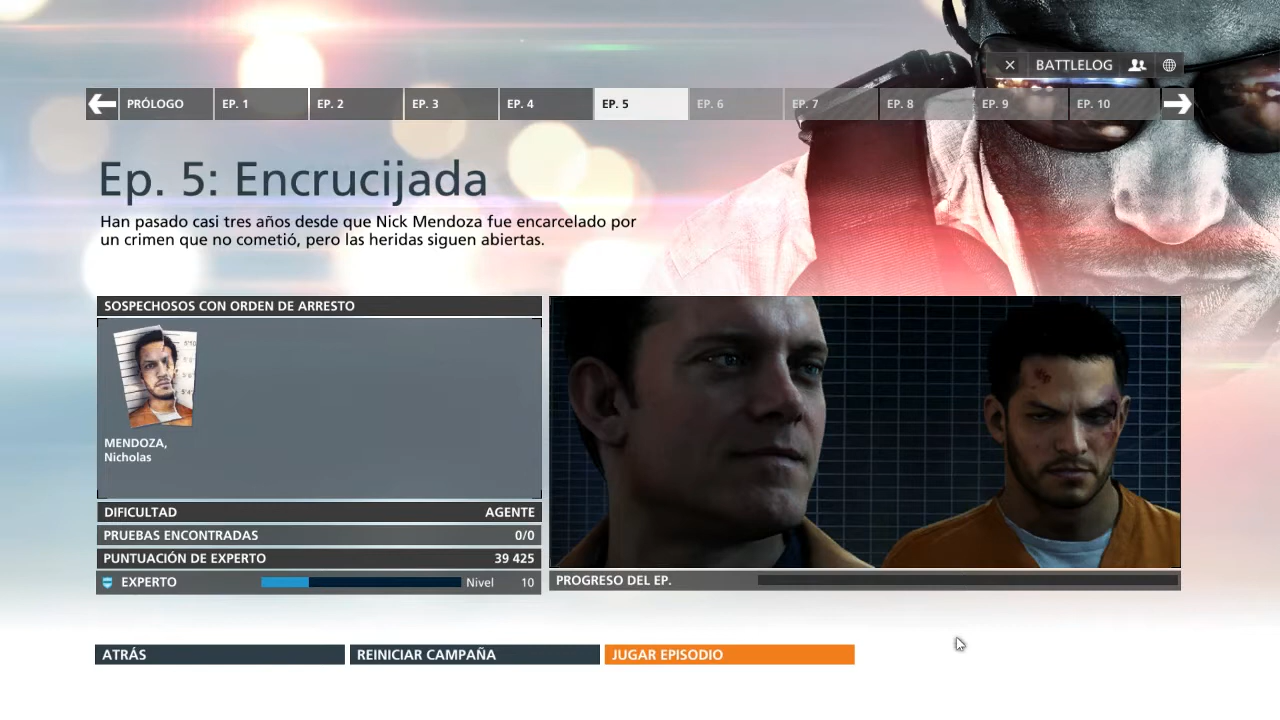 BATTLELOG
PRÓLOGO
EP. 1
EP. 2
EP. 3
EP. 4
EP. 5
EP. 6
EP. 7
EP. 8
EP. 9
EP. 10
Ep. 5: Encrucijada
Han pasado casi tres años desde que Nick Mendoza fue encarcelado por
un crimen que no cometió, pero las heridas siguen abiertas.
SOSPECHOSOS CON ORDEN DE ARRESTO
MENDOZA,
Nicholas
DIFICULTAD AGENTE
PRUEBAS ENCONTRADAS 0/0
PUNTUACIÓN DE EXPERTO 39 425
EXPERTO Nivel 10
PROGRESO DEL EP.
ATRÁS
REINICIAR CAMPAÑA
JUGAR EPISODIO